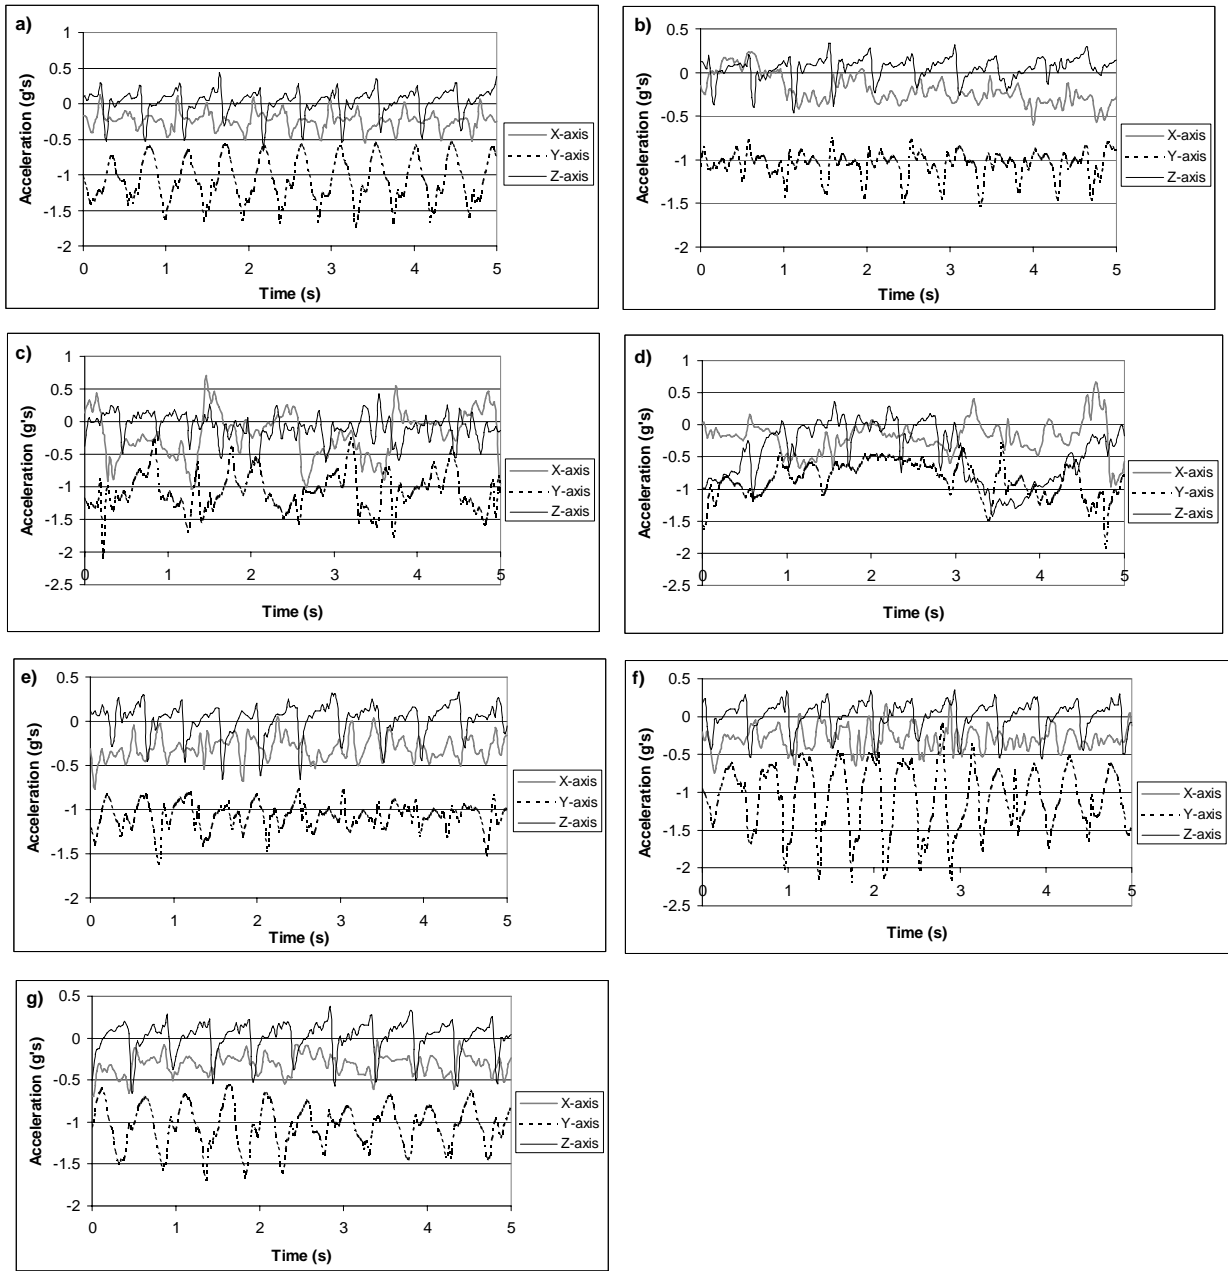 a)
Acceleration (g's)
1
0.5
0
-0.5
-1
-1.5
-2
0 1 2 3 4 5
Time (s)
X-axis
Y-axis
Z-axis
b)
Acceleration (g's)
0.5
0
-0.5
-1
-1.5
-2
0 1 2 3 4 5
Time (s)
X-axis
Y-axis
Z-axis
c)
Acceleration (g's)
1
0.5
0
-0.5
-1
-1.5
-2
-2.5
0 1 2 3 4 5
Time (s)
X-axis
Y-axis
Z-axis
d)
Acceleration (g's)
1
0.5
0
-0.5
-1
-1.5
-2
-2.5
0 1 2 3 4 5
Time (s)
X-axis
Y-axis
Z-axis
e)
Acceleration (g's)
0.5
0
-0.5
-1
-1.5
-2
0 1 2 3 4 5
Time (s)
X-axis
Y-axis
Z-axis
f)
Acceleration (g's)
0.5
0
-0.5
-1
-1.5
-2
-2.5
0 1 2 3 4 5
Time (s)
X-axis
Y-axis
Z-axis
g)
Acceleration (g's)
0.5
0
-0.5
-1
-1.5
-2
0 1 2 3 4 5
Time (s)
X-axis
Y-axis
Z-axis